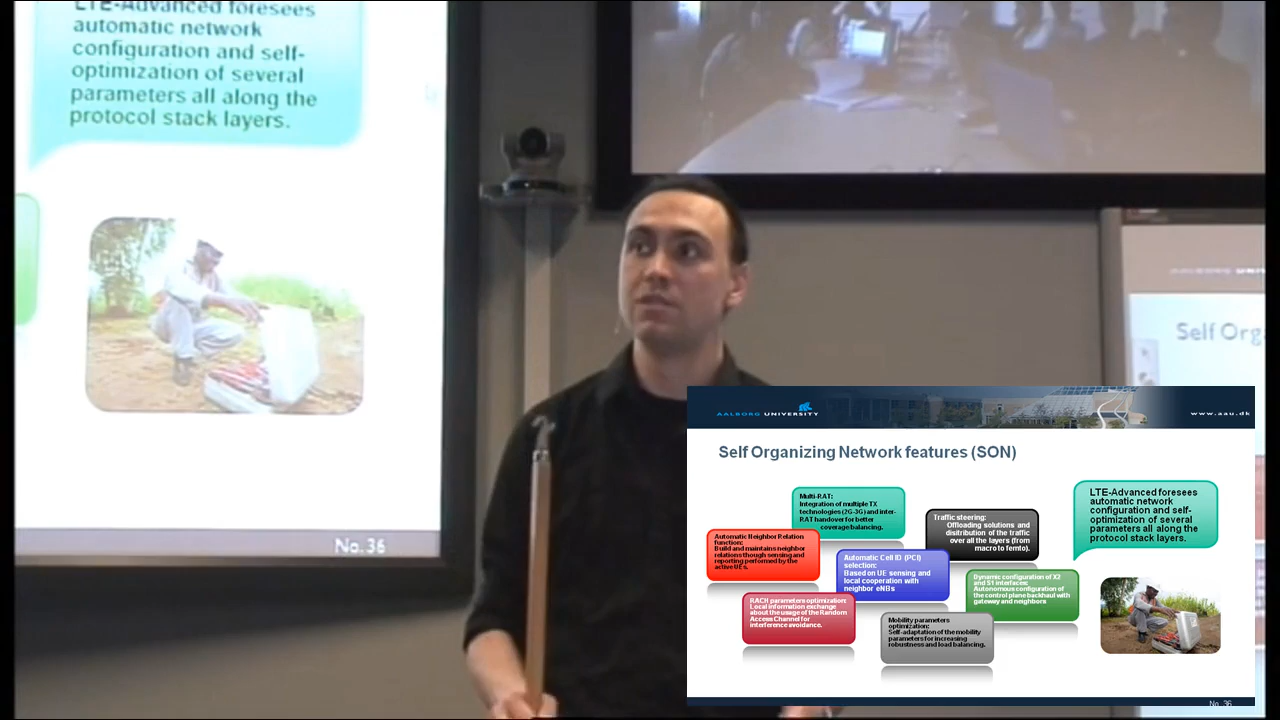 LTE-Advanced foresees
automatic network
configuration and self-
optimization of several
parameters all along the
protocol stack layers.
No.36
Self Org
AALBORG UNIVERSITY
www.aau.dk
Self Organizing Network features (SON)
Multi-RAT:
Integration of multiple TX
technologies (2G-3G) and inter-
RAT handover for better
coverage balancing.
Traffic steering:
Offloading solutions and
distribution of the traffic
over all the layers (from
macro to femto).
LTE-Advanced foresees
automatic network
configuration and self-
optimization of several
parameters all along the
protocol stack layers.
Automatic Neighbor Relation
function:
Build and maintains neighbor
relations though sensing and
reporting performed by the
active UEs.
Automatic Cell ID (PCI)
selection:
Based on UE sensing and
local cooperation with
neighbor eNBs
Dynamic configuration of X2
and S1 interfaces:
Autonomous configuration of
the control plane backhaul with
gateway and neighbors
RACH parameters optimization:
Local information exchange
about the usage of the Random
Access Channel for
interference avoidance.
Mobility parameters
optimization:
Self-adaptation of the mobility
parameters for increasing
robustness and load balancing.
No. 36